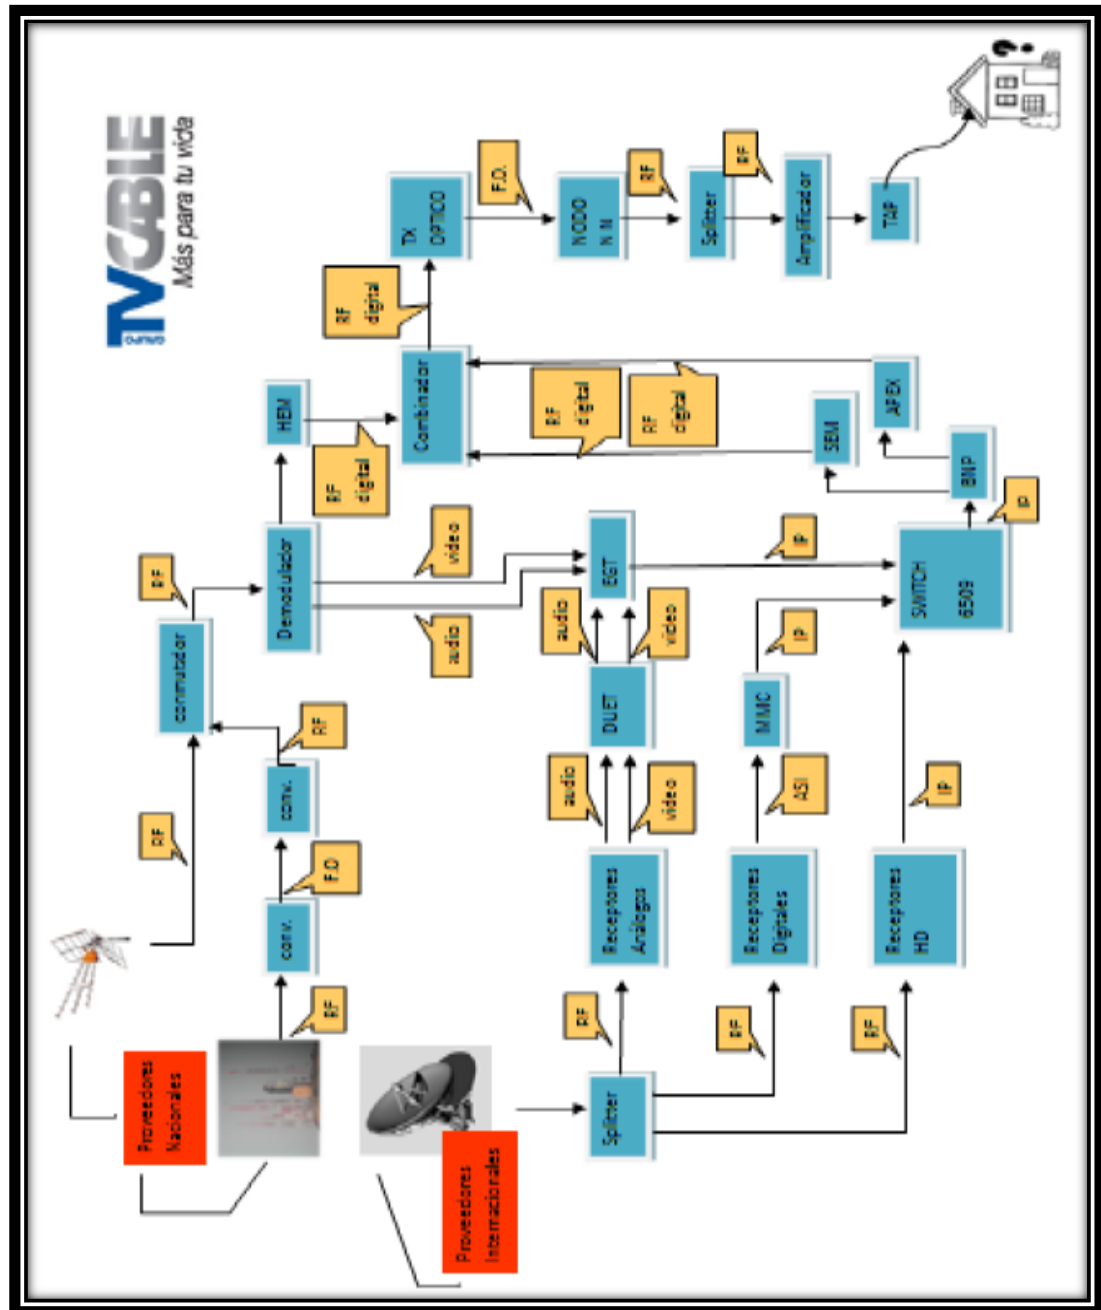 GRUPO
TVCABLE
Más para tu vida
Proveedores
Nacionales
RF
conmutador
RF
RF
conv.
F.O
conv.
RF
Demodulador
HEM
RF
digital
audio
video
Combinador
RF
digital
TX
OPTICO
F.O.
NODO
N N
RF
Splitter
RF
Amplificador
TAP
?
Proveedores
Internacionales
Splitter
RF
Receptores
Análogos
audio
video
DUET
audio
video
EGT
IP
RF
Receptores
Digitales
ASI
MMC
IP
RF
Receptores
HD
IP
SWITCH
6509
IP
BNP
SEM
APEX
RF
digital
RF
digital